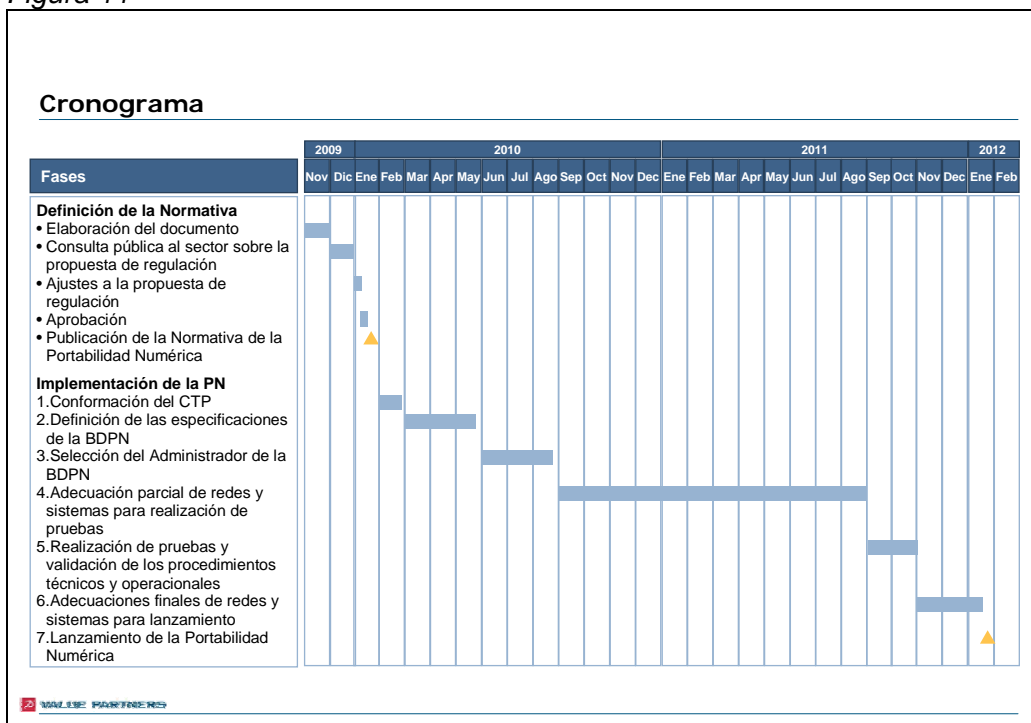 Cronograma
2009 2010 2011 2012
Fases
Nov Dic Ene Feb Mar Apr May Jun Jul Ago Sep Oct Nov Dec Ene Feb Mar Apr May Jun Jul Ago Sep Oct Nov Dec Ene Feb
Definición de la Normativa
• Elaboración del documento
• Consulta pública al sector sobre la
propuesta de regulación
• Ajustes a la propuesta de
regulación
• Aprobación
• Publicación de la Normativa de la
Portabilidad Numérica
Implementación de la PN
1.Conformación del CTP
2.Definición de las especificaciones
de la BDPN
3.Selección del Administrador de la
BDPN
4.Adecuación parcial de redes y
sistemas para realización de
pruebas
5.Realización de pruebas y
validación de los procedimientos
técnicos y operacionales
6.Adecuaciones finales de redes y
sistemas para lanzamiento
7.Lanzamiento de la Portabilidad
Numérica
VALUE PARTNERS